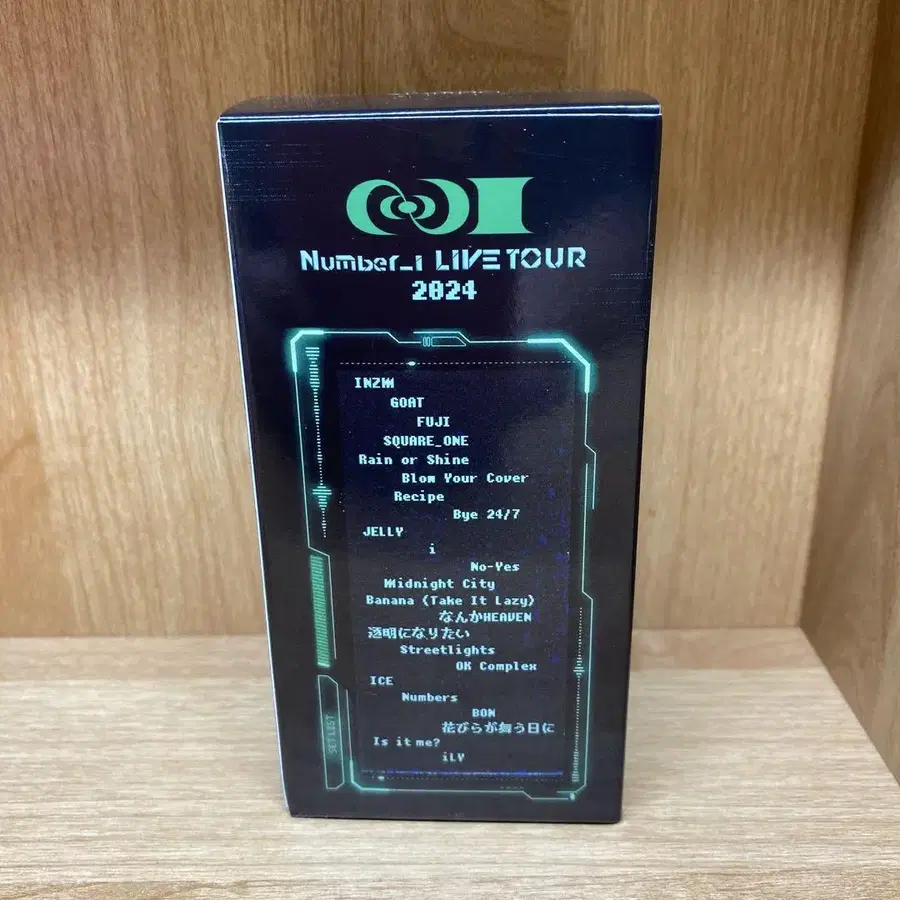 Number_i LIVE TOUR
2024
INZM
GOAT
FUJI
SQUARE_ONE
Rain or Shine
Blow Your Cover
Recipe
Bye 24/7
JELLY
i
No-Yes
Midnight City
Banana (Take It Lazy)
なんかHEAVEN
透明になりたい
Streetlights
OK Complex
ICE
Numbers
BON
花びらが舞う日に
Is it me?
iLY
SET LIST